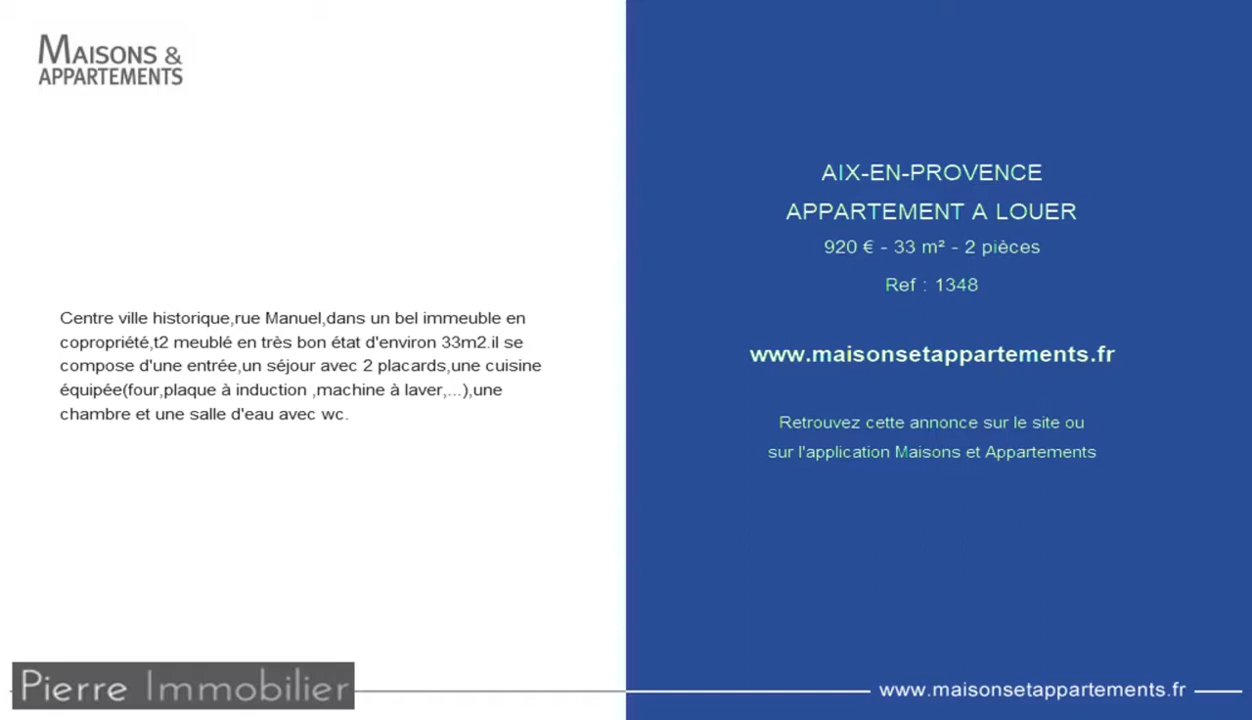 MAISONS &
APPARTEMENTS
Centre ville historique,rue Manuel,dans un bel immeuble en
copropriété,t2 meublé en très bon état d'environ 33m2.il se
compose d'une entrée,un séjour avec 2 placards,une cuisine
équipée(four,plaque à induction ,machine à laver,...),une
chambre et une salle d'eau avec wc.
Pierre Immobilier
AIX-EN-PROVENCE
APPARTEMENT A LOUER
920 € - 33 m² - 2 pièces
Ref : 1348
www.maisonsetappartements.fr
Retrouvez cette annonce sur le site ou
sur l'application Maisons et Appartements
www.maisonsetappartements.fr